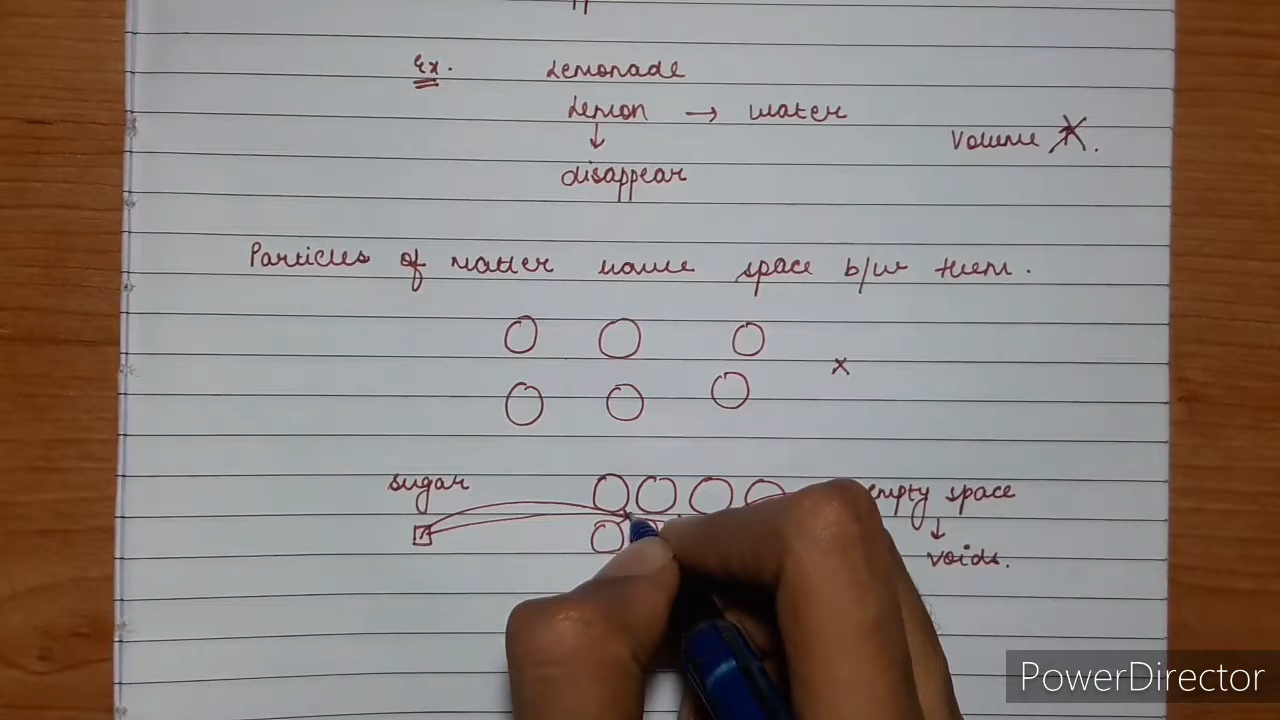 Ex. Lemonade
Lemon → water
Volume X.
↓
disappear
Particles of matter have space b/w them.
x
sugar
empty space
↓
voids.
PowerDirector